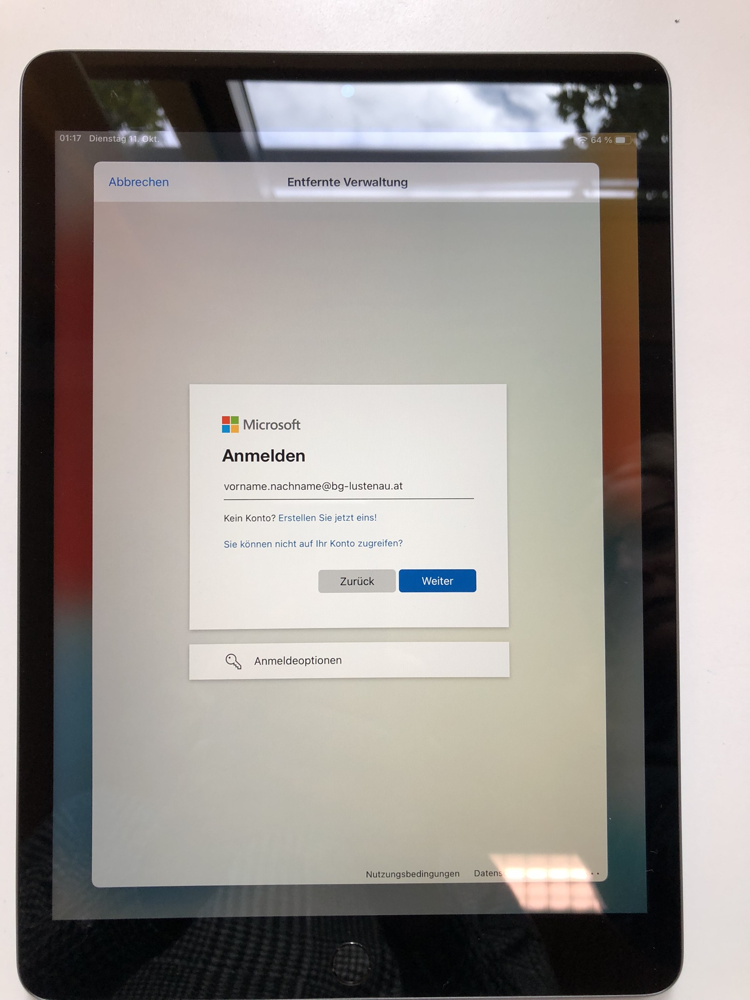 01:17 Dienstag 11. Okt. 64 %
Abbrechen Entfernte Verwaltung
Microsoft
Anmelden
vorname.nachname@bg-lustenau.at
Kein Konto? Erstellen Sie jetzt eins!
Sie können nicht auf Ihr Konto zugreifen?
Zurück Weiter
Anmeldeoptionen
Nutzungsbedingungen